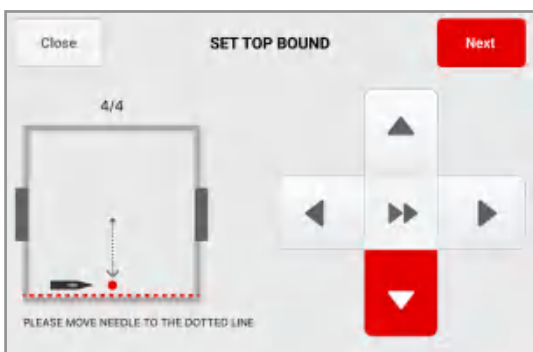 Close
SET TOP BOUND
Next
4/4
PLEASE MOVE NEEDLE TO THE DOTTED LINE